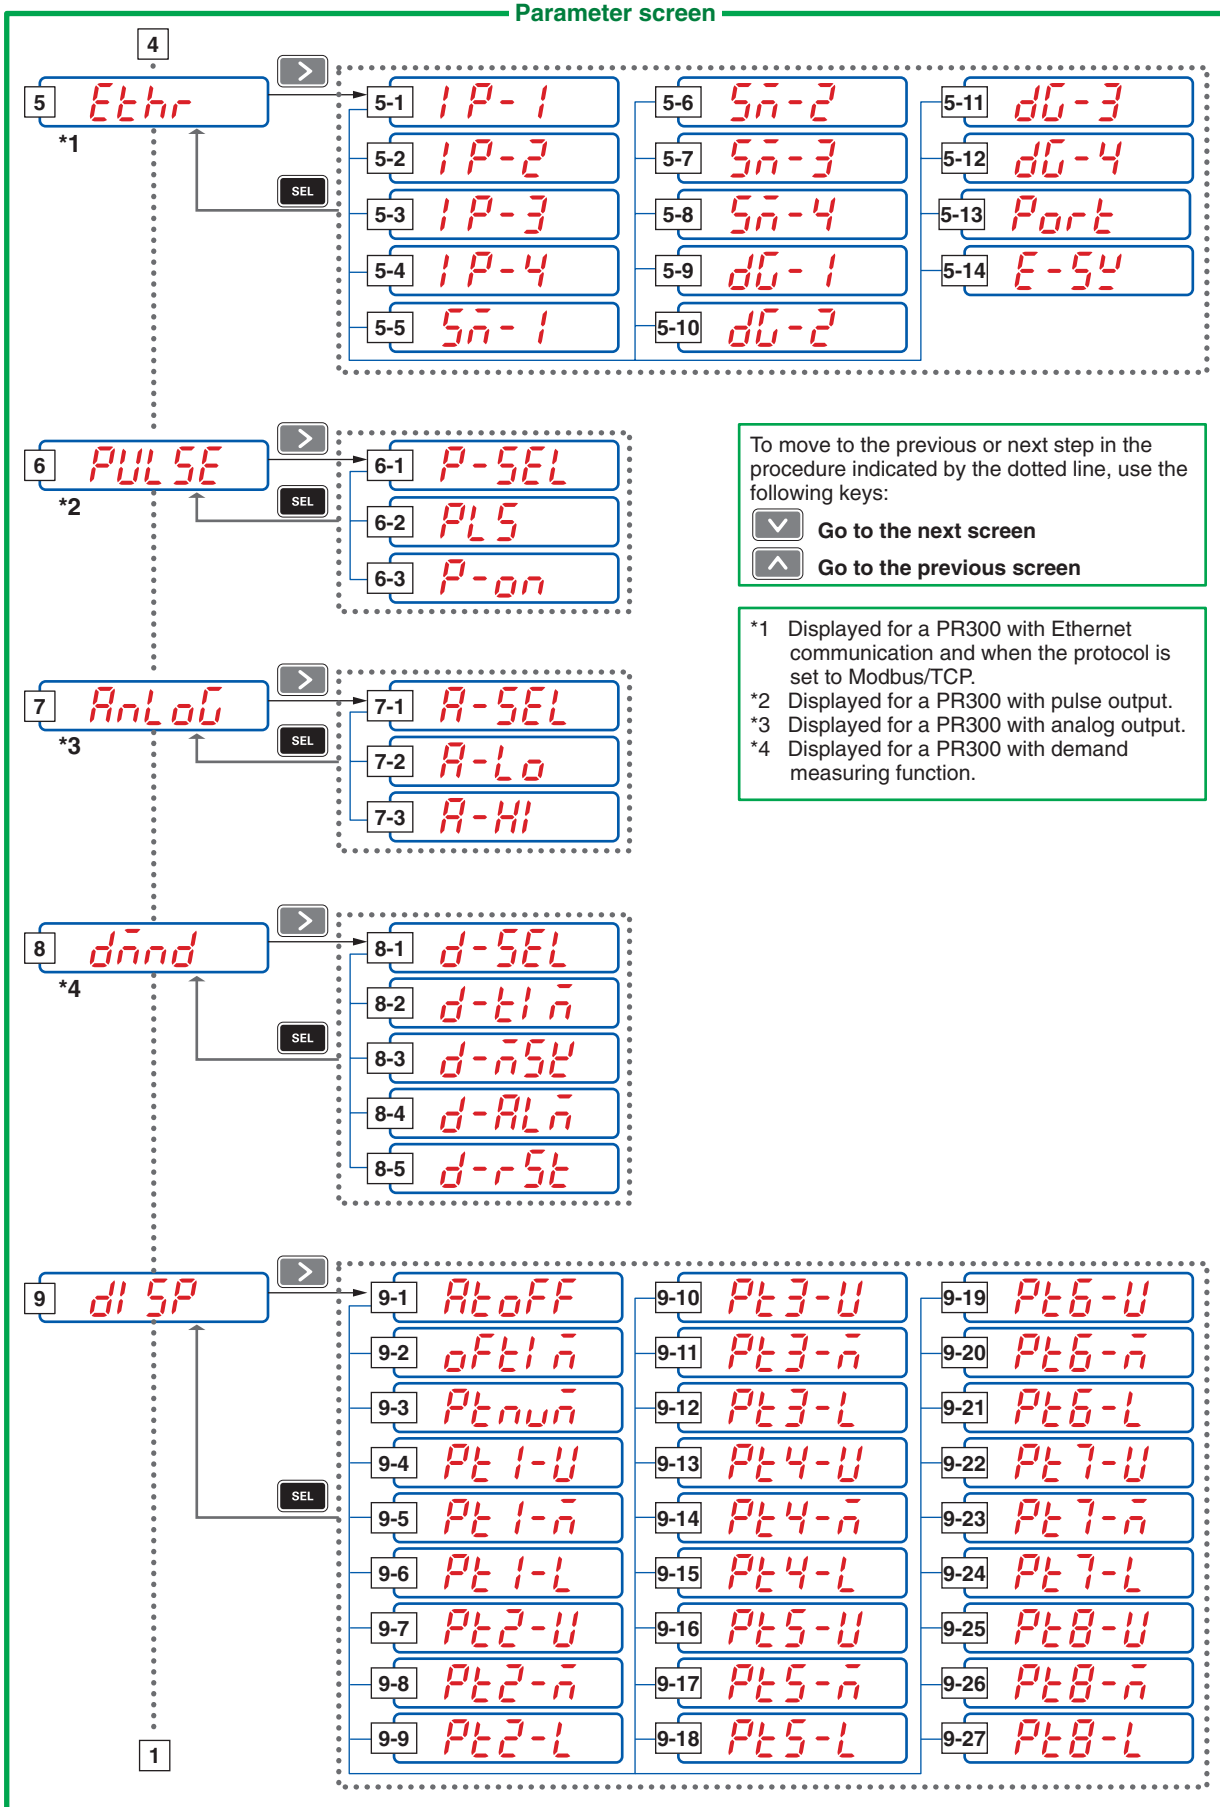 Parameter screen
4
5 Ethr
*1
SEL
5-1 IP-1
5-2 IP-2
5-3 IP-3
5-4 IP-4
5-5 Sm-1
5-6 Sm-2
5-7 Sm-3
5-8 Sm-4
5-9 dG-1
5-10 dG-2
5-11 dG-3
5-12 dG-4
5-13 Port
5-14 E-SW
6 PULSE
*2
SEL
6-1 P-SEL
6-2 PLS
6-3 P-on
To move to the previous or next step in the
procedure indicated by the dotted line, use the
following keys:
Go to the next screen
Go to the previous screen
*1 Displayed for a PR300 with Ethernet
communication and when the protocol is
set to Modbus/TCP.
*2 Displayed for a PR300 with pulse output.
*3 Displayed for a PR300 with analog output.
*4 Displayed for a PR300 with demand
measuring function.
7 AnLoG
*3
SEL
7-1 A-SEL
7-2 A-Lo
7-3 A-HI
8 dmnd
*4
SEL
8-1 d-SEL
8-2 d-tIm
8-3 d-mSK
8-4 d-ALm
8-5 d-rSt
9 dISP
SEL
9-1 AtoFF
9-2 oFtIm
9-3 Ptnum
9-4 Pt1-U
9-5 Pt1-m
9-6 Pt1-L
9-7 Pt2-U
9-8 Pt2-m
9-9 Pt2-L
9-10 Pt3-U
9-11 Pt3-m
9-12 Pt3-L
9-13 Pt4-U
9-14 Pt4-m
9-15 Pt4-L
9-16 Pt5-U
9-17 Pt5-m
9-18 Pt5-L
9-19 Pt6-U
9-20 Pt6-m
9-21 Pt6-L
9-22 Pt7-U
9-23 Pt7-m
9-24 Pt7-L
9-25 Pt8-U
9-26 Pt8-m
9-27 Pt8-L
1